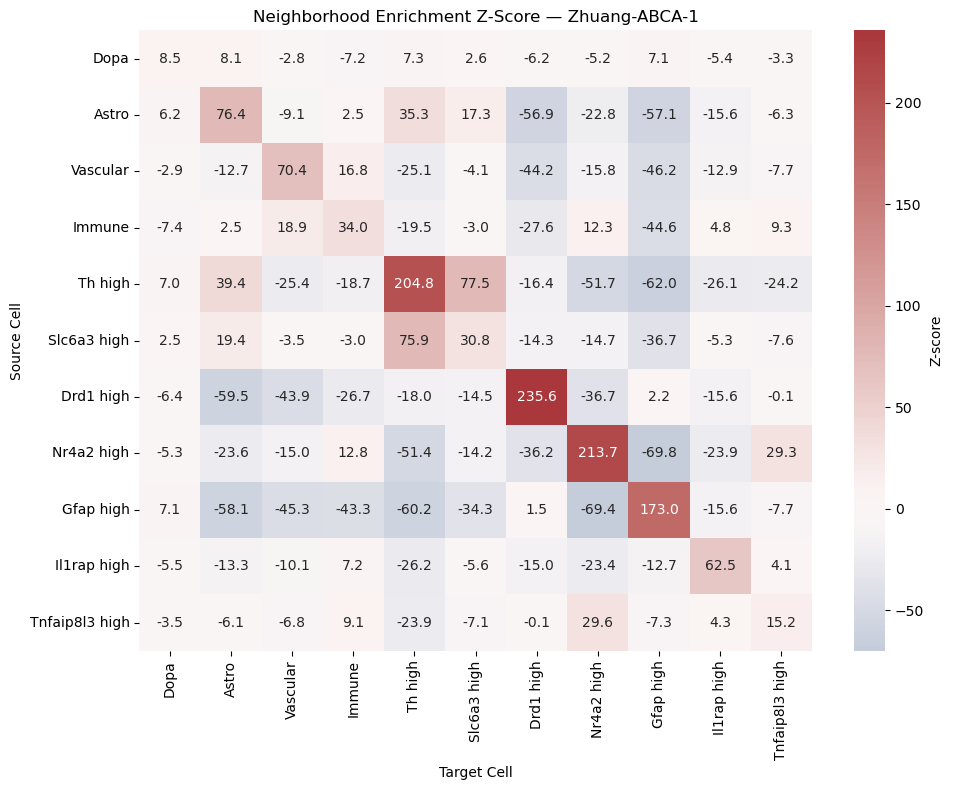 Neighborhood Enrichment Z-Score — Zhuang-ABCA-1
Dopa 8.5 8.1 -2.8 -7.2 7.3 2.6 -6.2 -5.2 7.1 -5.4 -3.3
Astro 6.2 76.4 -9.1 2.5 35.3 17.3 -56.9 -22.8 -57.1 -15.6 -6.3
Vascular -2.9 -12.7 70.4 16.8 -25.1 -4.1 -44.2 -15.8 -46.2 -12.9 -7.7
Immune -7.4 2.5 18.9 34.0 -19.5 -3.0 -27.6 12.3 -44.6 4.8 9.3
Th high 7.0 39.4 -25.4 -18.7 204.8 77.5 -16.4 -51.7 -62.0 -26.1 -24.2
Slc6a3 high 2.5 19.4 -3.5 -3.0 75.9 30.8 -14.3 -14.7 -36.7 -5.3 -7.6
Drd1 high -6.4 -59.5 -43.9 -26.7 -18.0 -14.5 235.6 -36.7 2.2 -15.6 -0.1
Nr4a2 high -5.3 -23.6 -15.0 12.8 -51.4 -14.2 -36.2 213.7 -69.8 -23.9 29.3
Gfap high 7.1 -58.1 -45.3 -43.3 -60.2 -34.3 1.5 -69.4 173.0 -15.6 -7.7
Il1rap high -5.5 -13.3 -10.1 7.2 -26.2 -5.6 -15.0 -23.4 -12.7 62.5 4.1
Tnfaip8l3 high -3.5 -6.1 -6.8 9.1 -23.9 -7.1 -0.1 29.6 -7.3 4.3 15.2
Source Cell
Dopa
Astro
Vascular
Immune
Th high
Slc6a3 high
Drd1 high
Nr4a2 high
Gfap high
Il1rap high
Tnfaip8l3 high
Target Cell
200
150
100
50
0
−50
Z-score